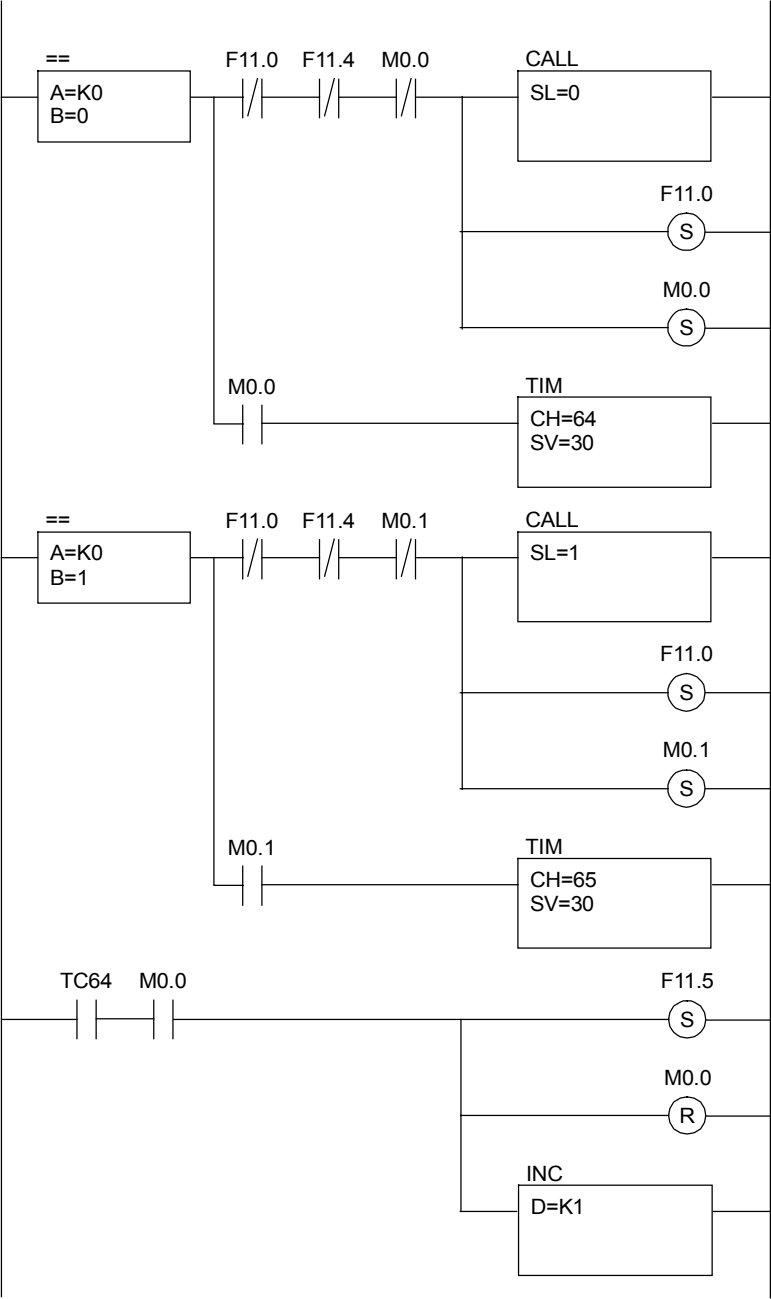 ==
F11.0 F11.4 M0.0
CALL
A=K0
B=0
SL=0
F11.0
S
M0.0
S
M0.0
TIM
CH=64
SV=30
==
F11.0 F11.4 M0.1
CALL
A=K0
B=1
SL=1
F11.0
S
M0.1
S
M0.1
TIM
CH=65
SV=30
TC64 M0.0
F11.5
S
M0.0
R
INC
D=K1